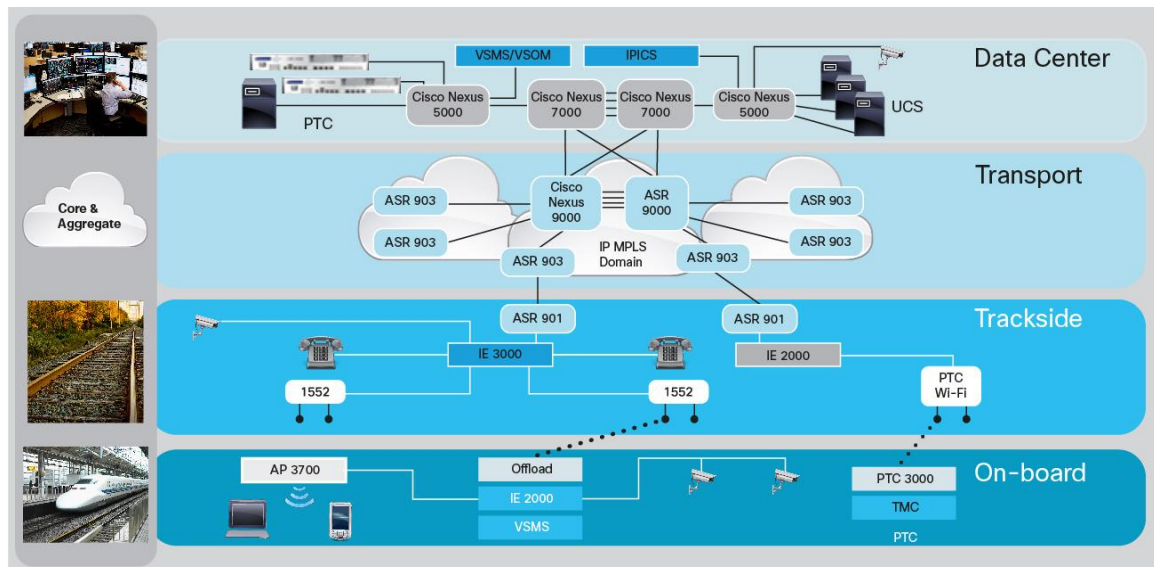 Data Center
VSMS/VSOM
IPICS
Cisco Nexus
5000
Cisco Nexus
7000
Cisco Nexus
7000
Cisco Nexus
5000
PTC
UCS
Transport
Core &
Aggregate
ASR 903
Cisco
Nexus
9000
ASR
9000
ASR 903
ASR 903
ASR 903
IP MPLS
Domain
ASR 903
ASR 903
Trackside
ASR 901
ASR 901
IE 3000
IE 2000
1552
1552
PTC
Wi-Fi
On-board
AP 3700
Offload
IE 2000
VSMS
PTC 3000
TMC
PTC